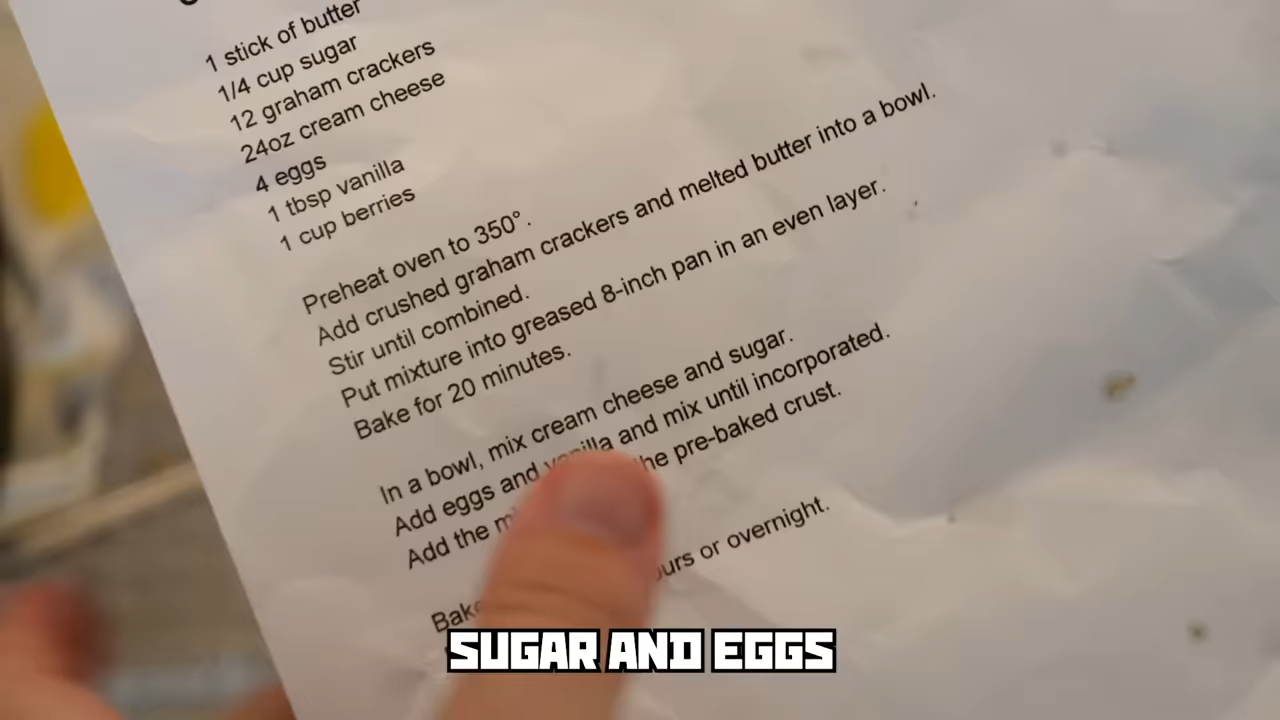 1 stick of butter
1/4 cup sugar
12 graham crackers
24oz cream cheese
4 eggs
1 tbsp vanilla
1 cup berries
Preheat oven to 350°.
Add crushed graham crackers and melted butter into a bowl.
Stir until combined.
Put mixture into greased 8-inch pan in an even layer.
Bake for 20 minutes.
In a bowl, mix cream cheese and sugar.
Add eggs and vanilla and mix until incorporated.
Add the pre-baked crust.
Bake or overnight.
SUGAR AND EGGS